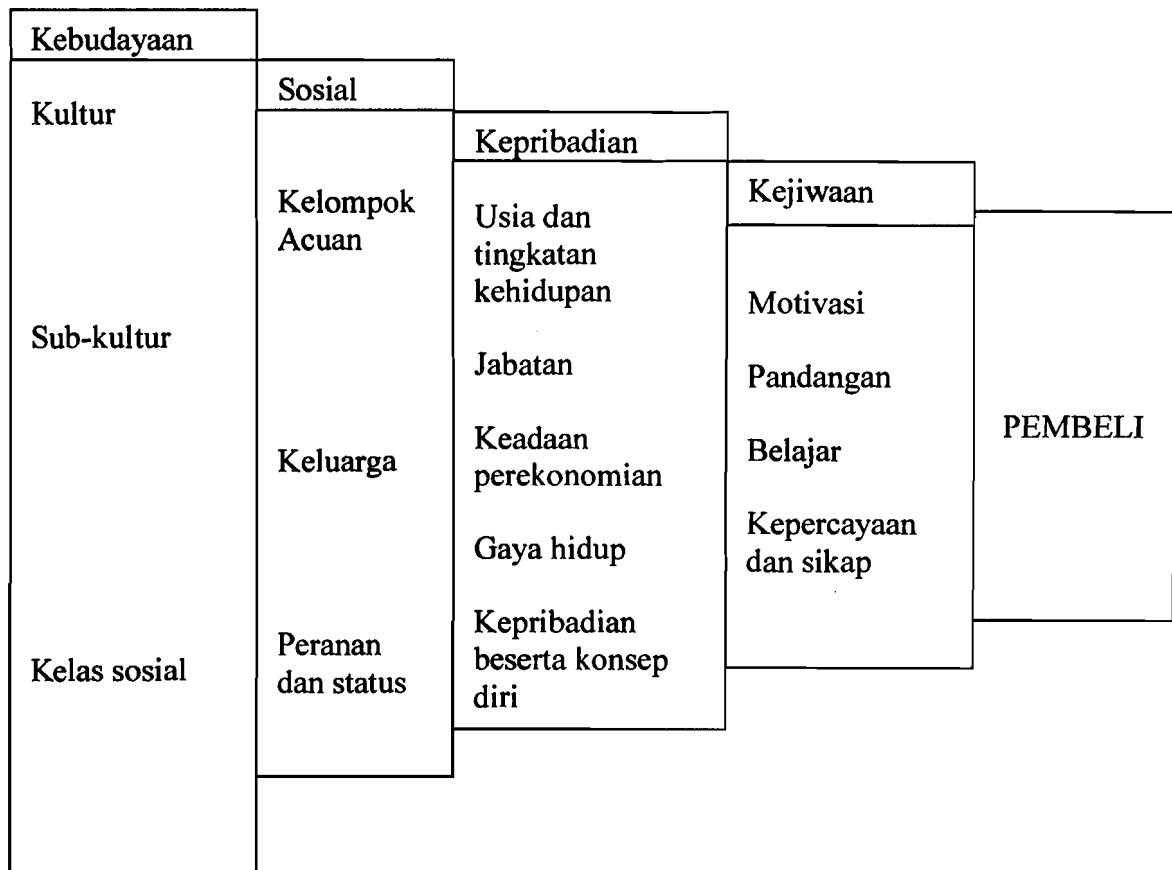 Kebudayaan
Kultur
Sub-kultur
Kelas sosial
Sosial
Kelompok
Acuan
Keluarga
Peranan
dan status
Kepribadian
Usia dan
tingkatan
kehidupan
Jabatan
Keadaan
perekonomian
Gaya hidup
Kepribadian
beserta konsep
diri
Kejiwaan
Motivasi
Pandangan
Belajar
Kepercayaan
dan sikap
PEMBELI